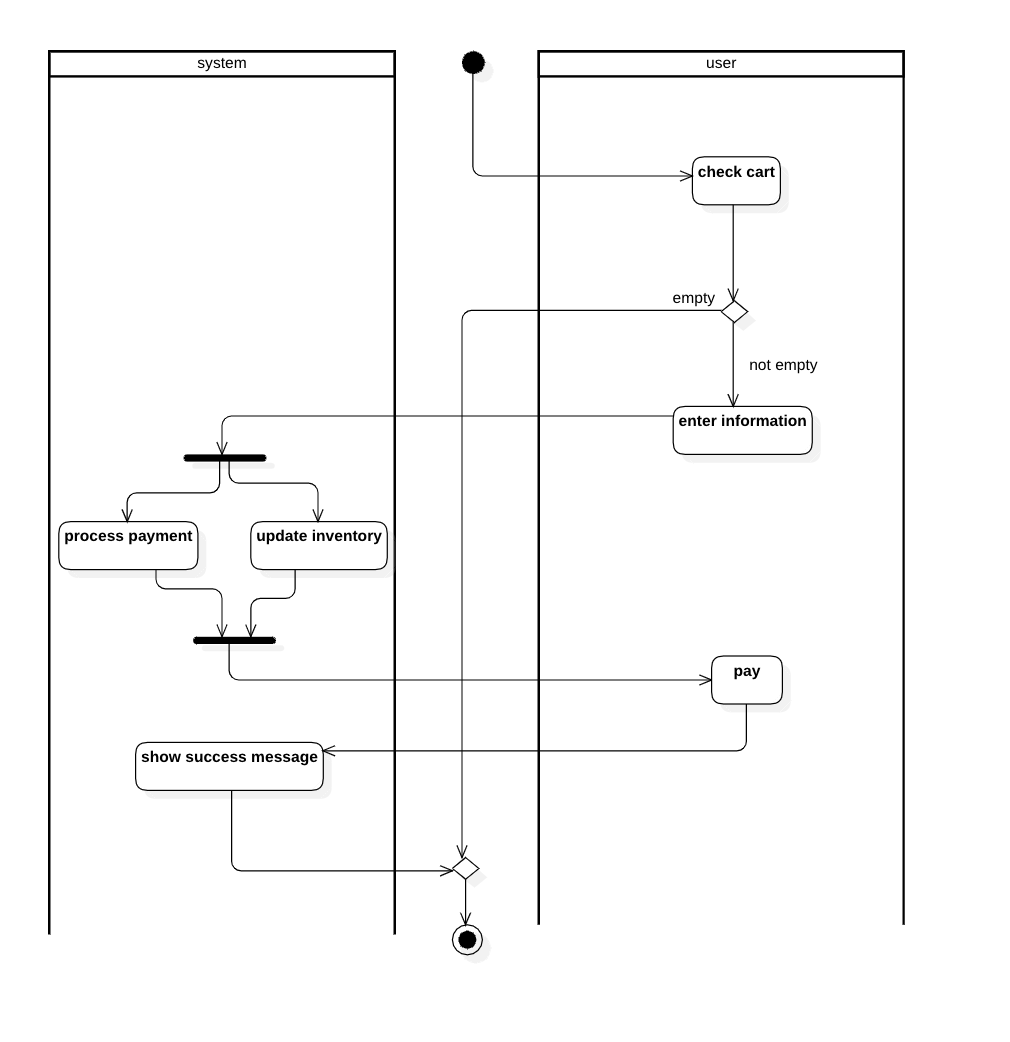 system
user
check cart
empty
not empty
enter information
process payment
update inventory
pay
show success message